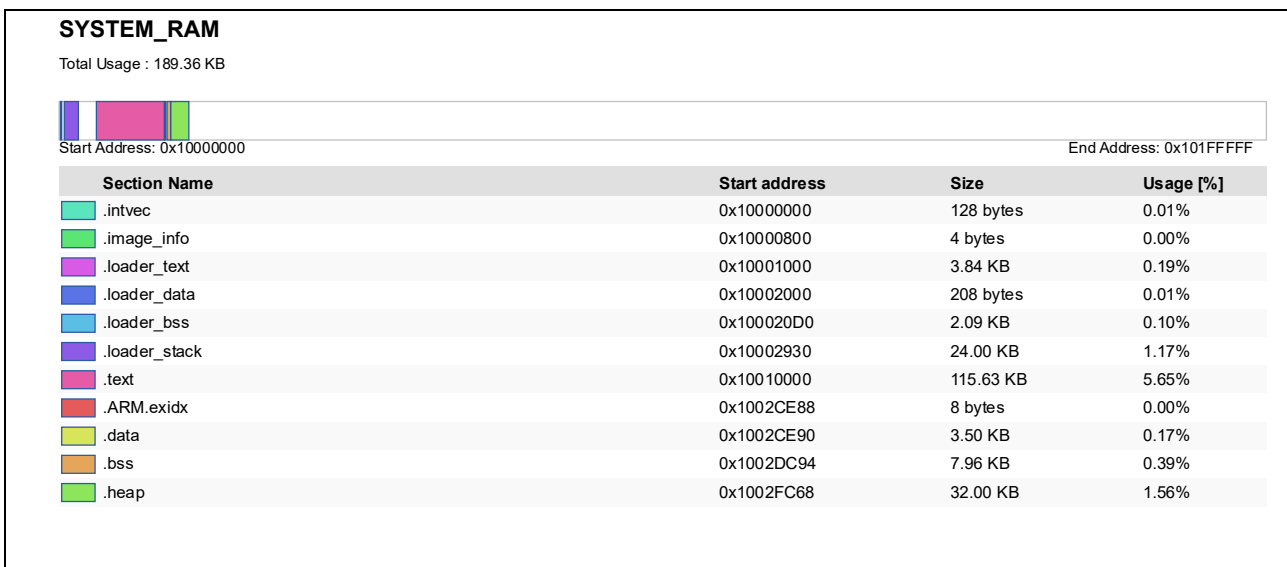 SYSTEM_RAM
Total Usage : 189.36 KB
Start Address: 0x10000000 End Address: 0x101FFFFF
Section Name Start address Size Usage [%]
.intvec 0x10000000 128 bytes 0.01%
.image_info 0x10000800 4 bytes 0.00%
.loader_text 0x10001000 3.84 KB 0.19%
.loader_data 0x10002000 208 bytes 0.01%
.loader_bss 0x100020D0 2.09 KB 0.10%
.loader_stack 0x10002930 24.00 KB 1.17%
.text 0x10010000 115.63 KB 5.65%
.ARM.exidx 0x1002CE88 8 bytes 0.00%
.data 0x1002CE90 3.50 KB 0.17%
.bss 0x1002DC94 7.96 KB 0.39%
.heap 0x1002FC68 32.00 KB 1.56%